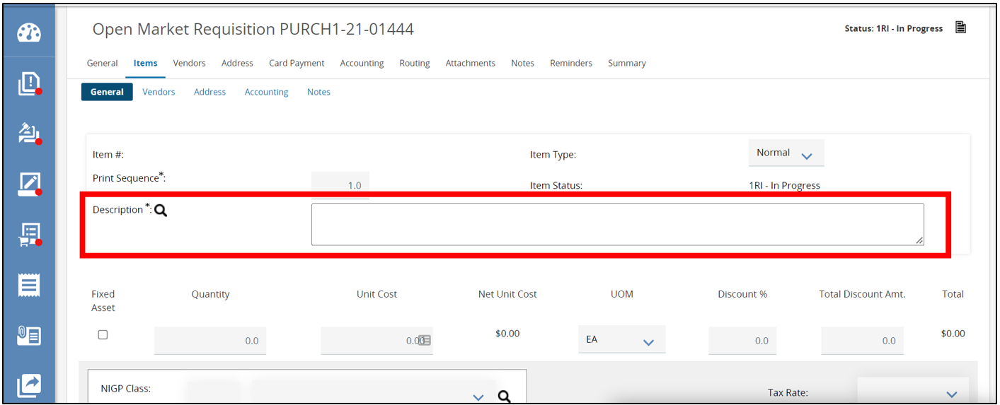 Open Market Requisition PURCH1-21-01444
Status: 1RI - In Progress
General Items Vendors Address Card Payment Accounting Routing Attachments Notes Reminders Summary
General Vendors Address Accounting Notes
Item #: Item Type: Normal
Print Sequence*: 1.0 Item Status: 1RI - In Progress
Description *:
Fixed Asset Quantity Unit Cost Net Unit Cost UOM Discount % Total Discount Amt. Total
0.0 0.00 $0.00 EA 0.0 0.0 $0.00
NIGP Class: Tax Rate: